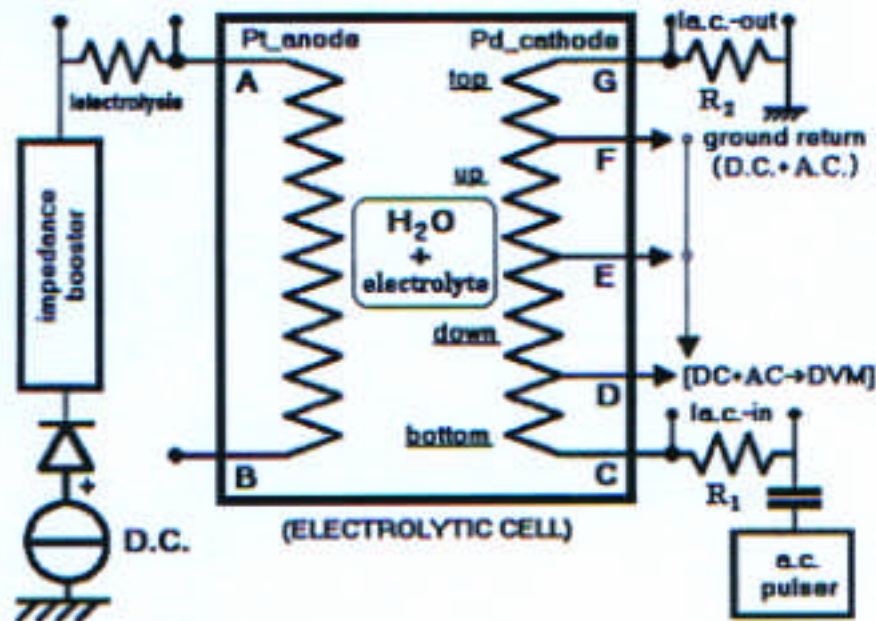 Pt_anode
Pd_cathode
Ia.c.-out
A
top
G
R2
Ielectrolysis
F
ground return
(D.C.+A.C.)
up
impedance
booster
H2O
+
electrolyte
E
down
D
[DC+AC→DVM]
Ia.c.-in
bottom
B
C
R1
+
D.C.
(ELECTROLYTIC CELL)
a.c.
pulser